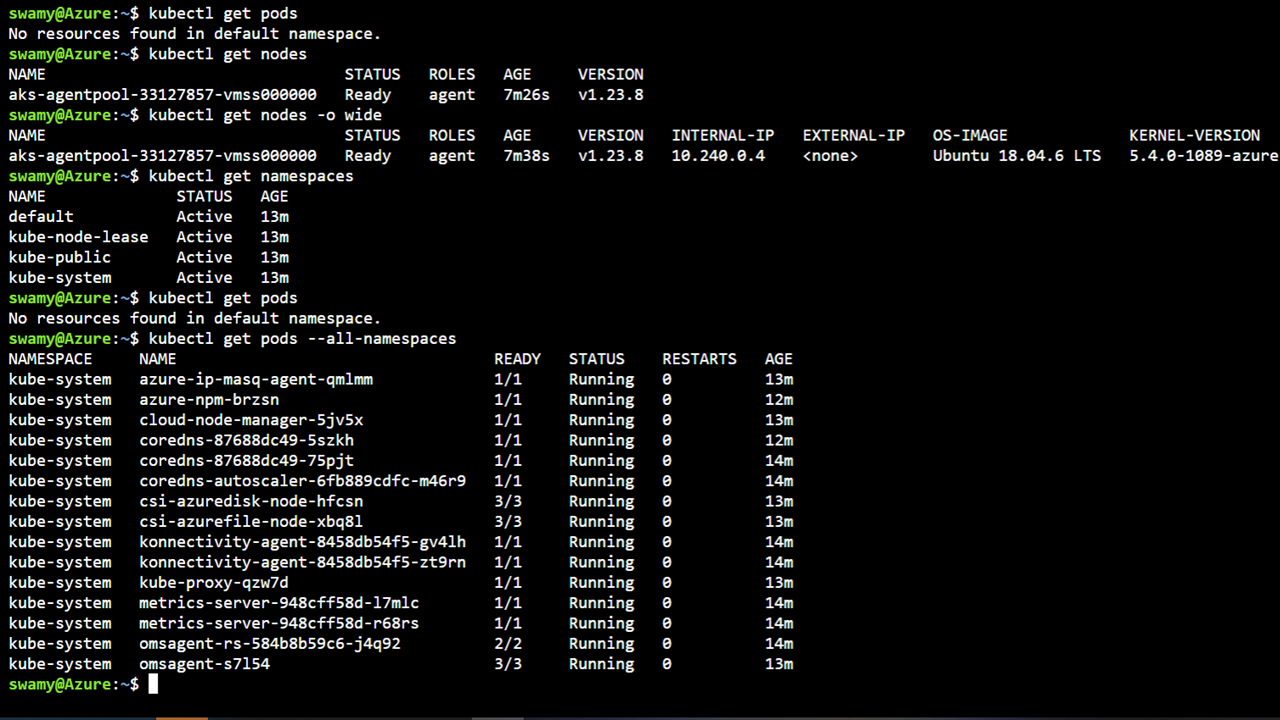 swamy@Azure:~$ kubectl get pods
No resources found in default namespace.
swamy@Azure:~$ kubectl get nodes
NAME                                STATUS   ROLES   AGE     VERSION
aks-agentpool-33127857-vmss000000   Ready    agent   7m26s   v1.23.8
swamy@Azure:~$ kubectl get nodes -o wide
NAME                                STATUS   ROLES   AGE     VERSION   INTERNAL-IP   EXTERNAL-IP   OS-IMAGE             KERNEL-VERSION
aks-agentpool-33127857-vmss000000   Ready    agent   7m38s   v1.23.8   10.240.0.4    <none>        Ubuntu 18.04.6 LTS   5.4.0-1089-azure
swamy@Azure:~$ kubectl get namespaces
NAME              STATUS   AGE
default           Active   13m
kube-node-lease   Active   13m
kube-public       Active   13m
kube-system       Active   13m
swamy@Azure:~$ kubectl get pods
No resources found in default namespace.
swamy@Azure:~$ kubectl get pods --all-namespaces
NAMESPACE     NAME                                  READY   STATUS    RESTARTS   AGE
kube-system   azure-ip-masq-agent-qmlmm             1/1     Running   0          13m
kube-system   azure-npm-brzsn                       1/1     Running   0          12m
kube-system   cloud-node-manager-5jv5x              1/1     Running   0          13m
kube-system   coredns-87688dc49-5szkh               1/1     Running   0          12m
kube-system   coredns-87688dc49-75pjt               1/1     Running   0          14m
kube-system   coredns-autoscaler-6fb889cdfc-m46r9   1/1     Running   0          14m
kube-system   csi-azuredisk-node-hfcsn              3/3     Running   0          13m
kube-system   csi-azurefile-node-xbq8l              3/3     Running   0          13m
kube-system   konnectivity-agent-8458db54f5-gv4lh   1/1     Running   0          14m
kube-system   konnectivity-agent-8458db54f5-zt9rn   1/1     Running   0          14m
kube-system   kube-proxy-qzw7d                      1/1     Running   0          13m
kube-system   metrics-server-948cff58d-l7mlc        1/1     Running   0          14m
kube-system   metrics-server-948cff58d-r68rs        1/1     Running   0          14m
kube-system   omsagent-rs-584b8b59c6-j4q92          2/2     Running   0          14m
kube-system   omsagent-s7l54                        3/3     Running   0          13m
swamy@Azure:~$